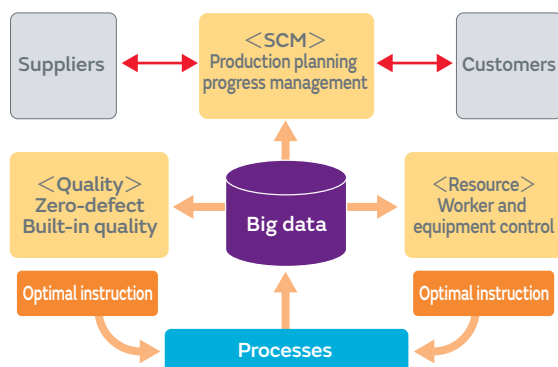 Suppliers
＜SCM＞
Production planning
progress management
Customers
＜Quality＞
Zero-defect
Built-in quality
Big data
＜Resource＞
Worker and
equipment control
Optimal instruction
Optimal instruction
Processes